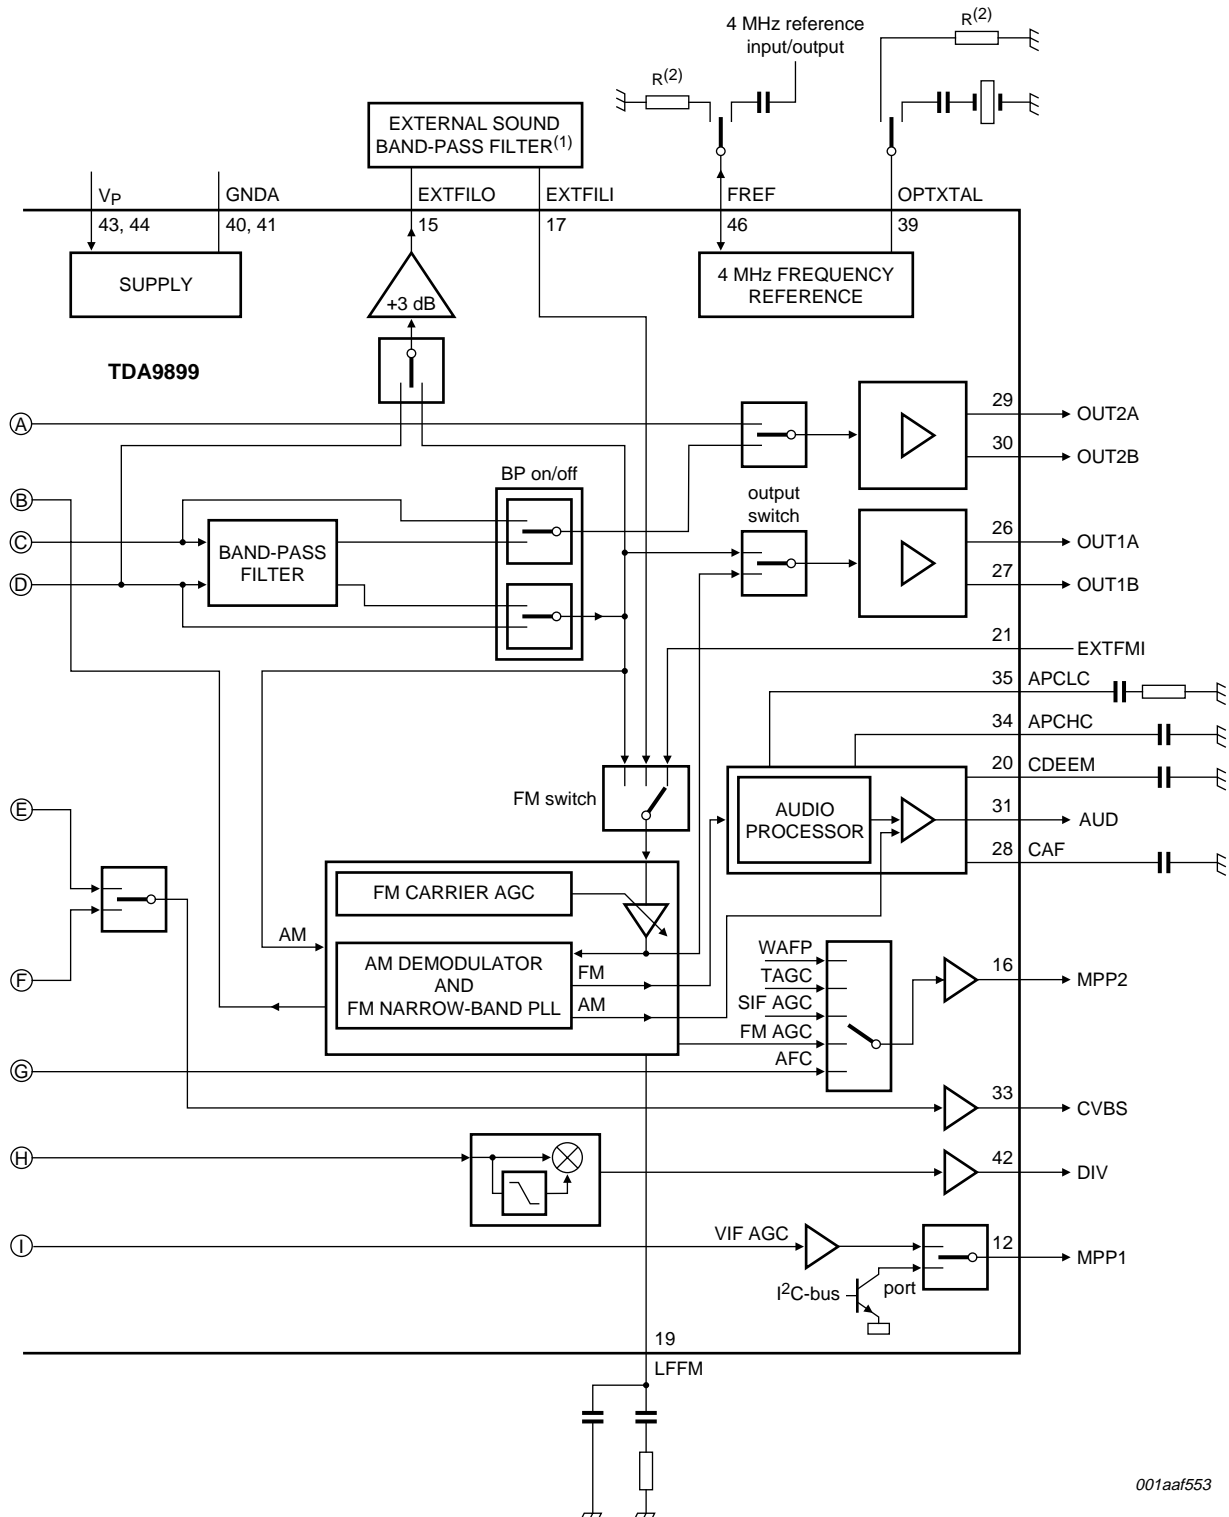 4 MHz reference
input/output
R(2)
R(2)
EXTERNAL SOUND
BAND-PASS FILTER(1)
VP
GNDA
EXTFILO
EXTFILI
FREF
OPTXTAL
43, 44
40, 41
15
17
46
39
SUPPLY
+3 dB
4 MHz FREQUENCY
REFERENCE
TDA9899
A
29
OUT2A
30
OUT2B
BP on/off
B
output
switch
C
BAND-PASS
FILTER
26
OUT1A
D
27
OUT1B
21
EXTFMI
35
APCLC
34
APCHC
20
CDEEM
FM switch
E
AUDIO
PROCESSOR
31
AUD
28
CAF
FM CARRIER AGC
AM
AM DEMODULATOR
AND
FM NARROW-BAND PLL
FM
AM
F
WAFP
TAGC
SIF AGC
FM AGC
AFC
16
MPP2
G
33
CVBS
H
42
DIV
I
VIF AGC
12
MPP1
I2C-bus
port
19
LFFM
001aaf553